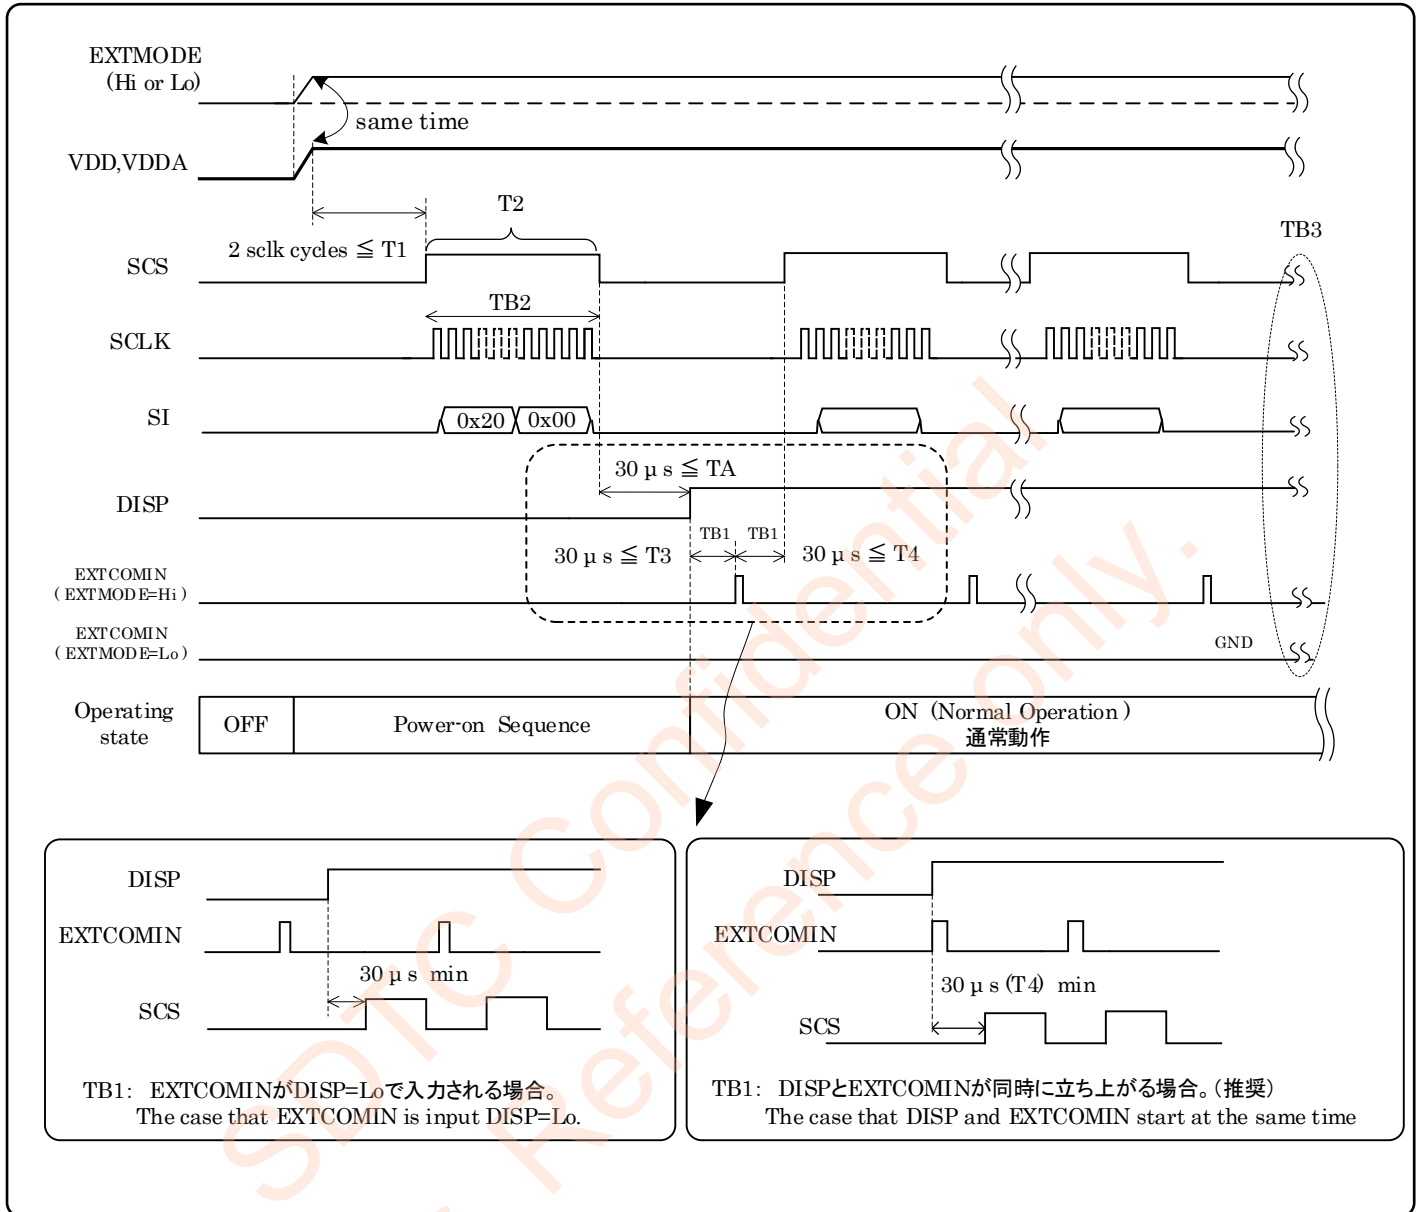 EXTMODE
(Hi or Lo)
same time
VDD,VDDA
T2
TB3
2 sclk cycles ≦ T1
SCS
TB2
SCLK
SI
0x20
0x00
30 μ s ≦ TA
DISP
TB1
TB1
30 μ s ≦ T3
30 μ s ≦ T4
EXTCOMIN
( EXTMODE=Hi )
EXTCOMIN
( EXTMODE=Lo )
GND
Operating
state
OFF
Power-on Sequence
ON (Normal Operation )
通常動作
DISP
EXTCOMIN
30 μ s min
SCS
TB1: EXTCOMINがDISP=Loで入力される場合。
The case that EXTCOMIN is input DISP=Lo.
DISP
EXTCOMIN
30 μ s (T4) min
SCS
TB1: DISPとEXTCOMINが同時に立ち上がる場合。（推奨）
The case that DISP and EXTCOMIN start at the same time
SDTC Confidential
Reference only.